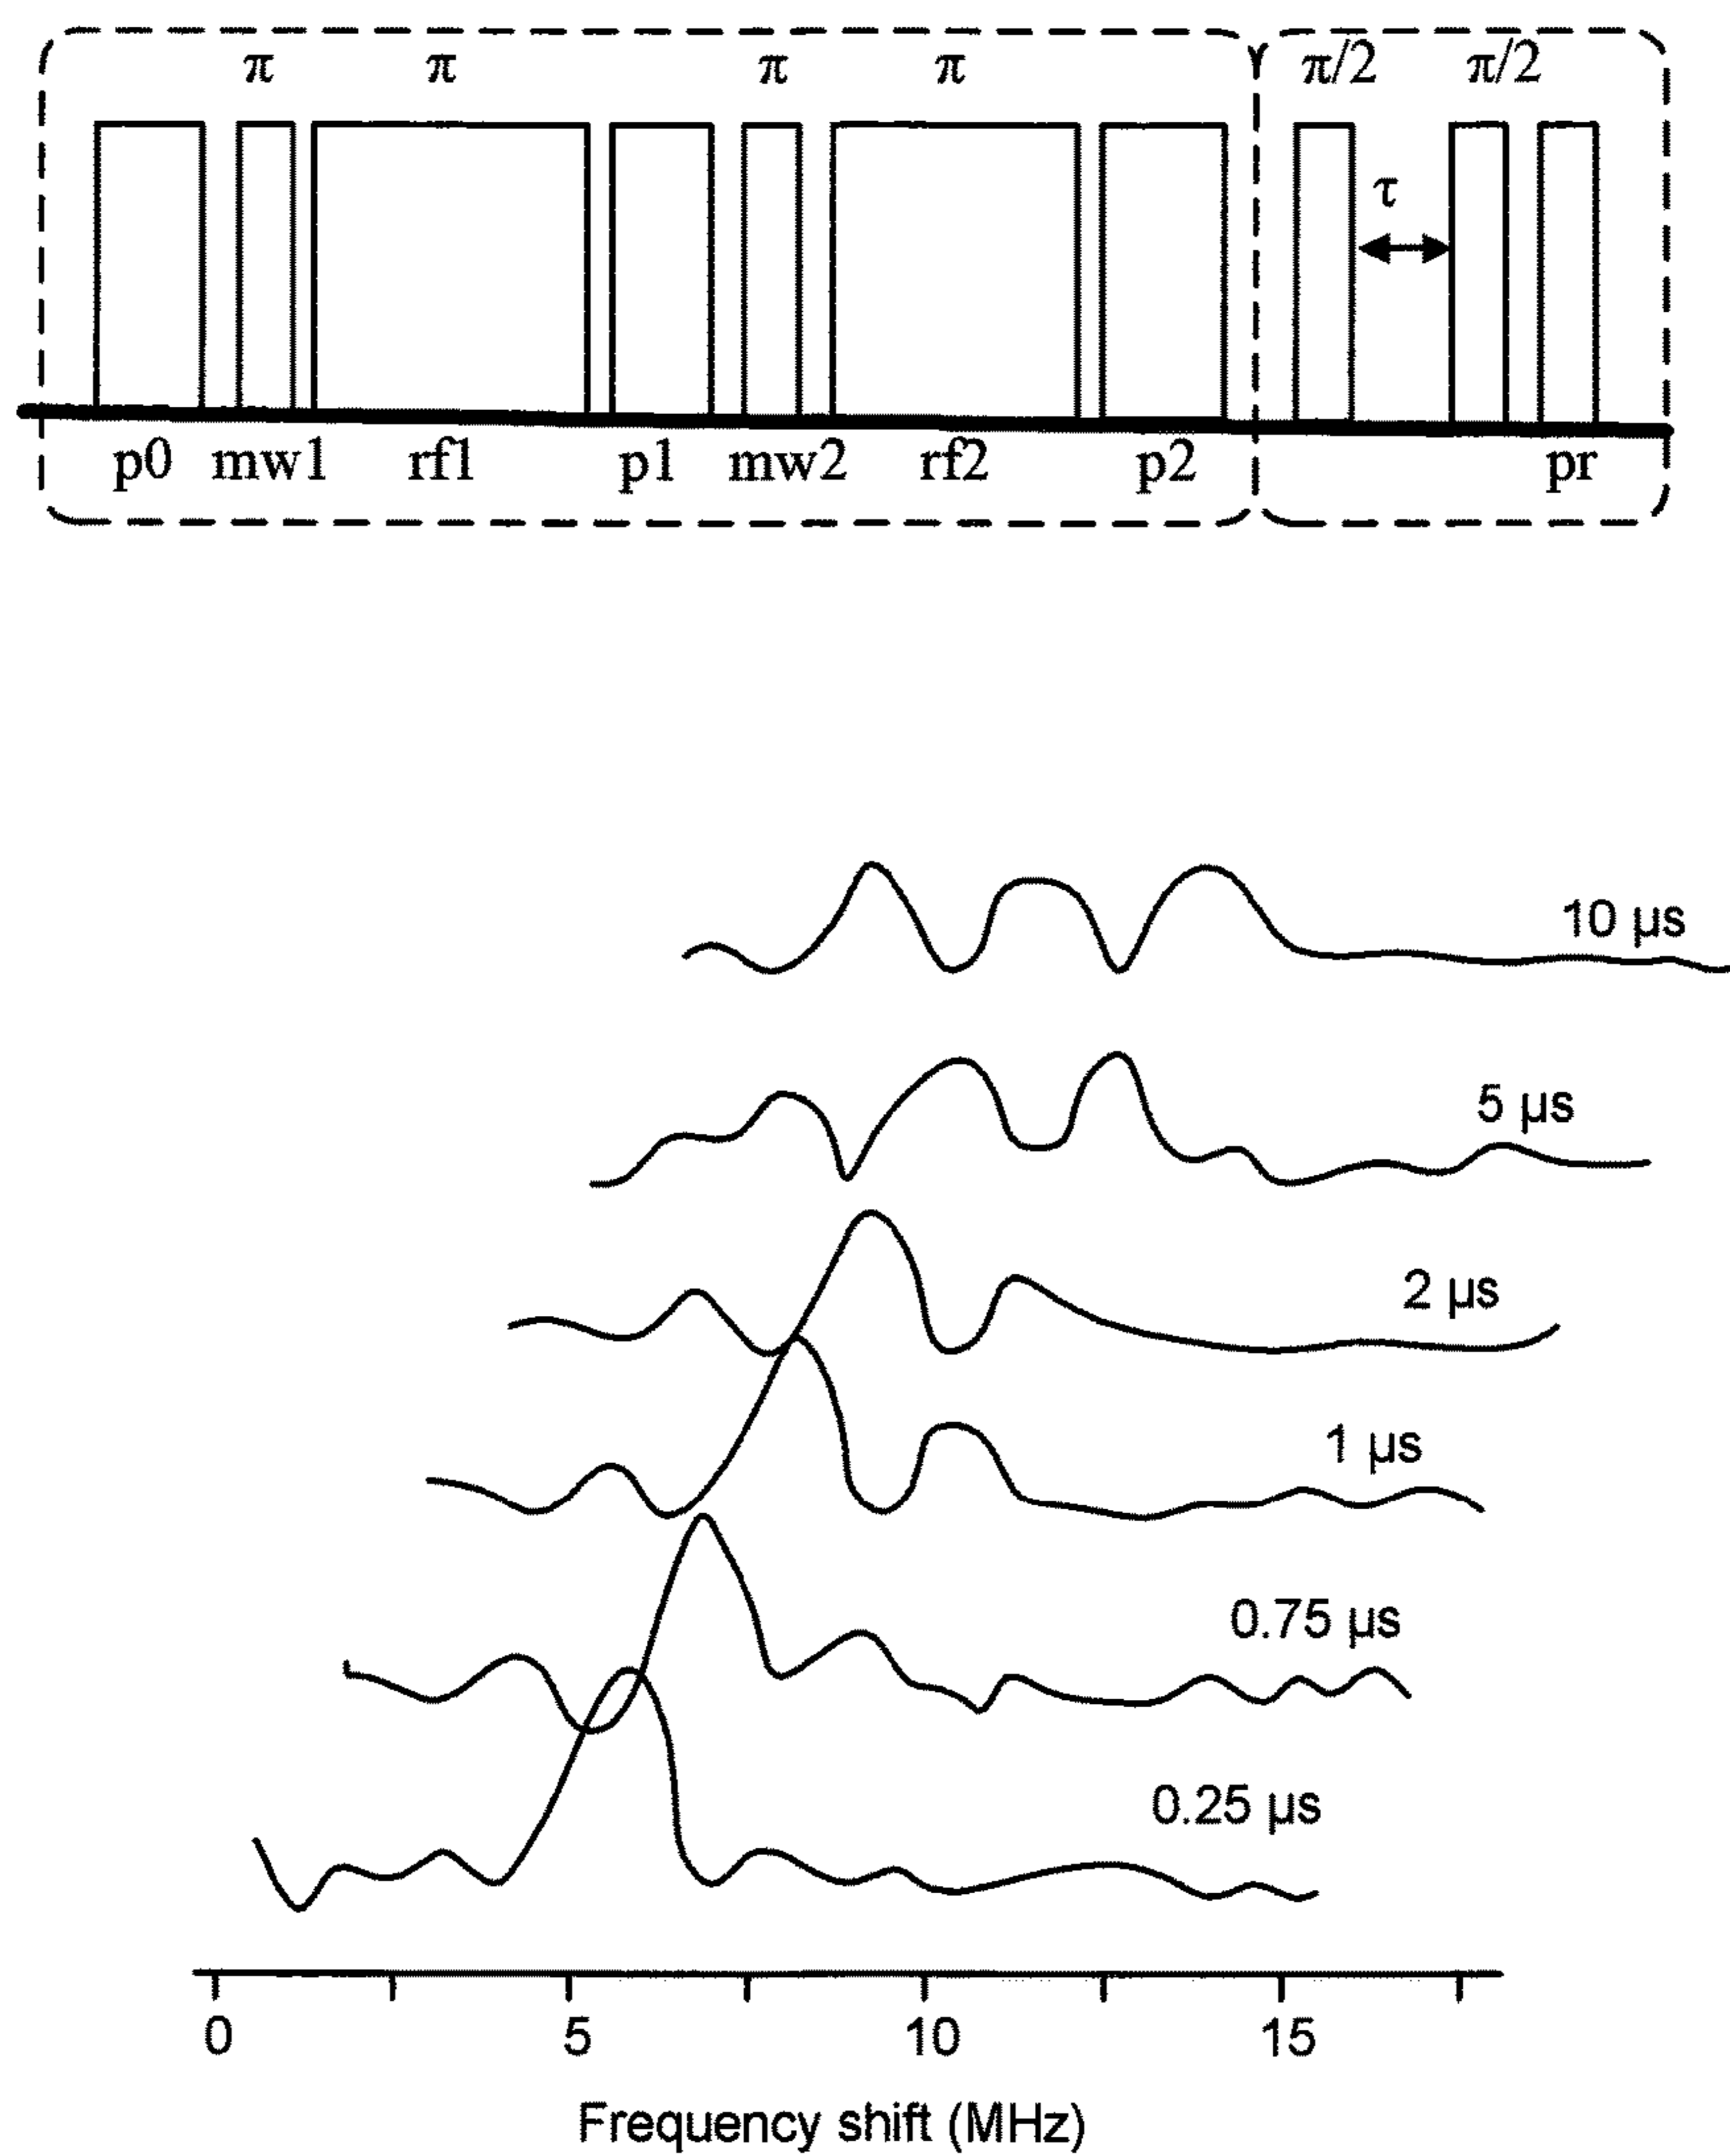 π π π π π/2 π/2
τ
p0 mw1 rf1 p1 mw2 rf2 p2 pr
10 μs
5 μs
2 μs
1 μs
0.75 μs
0.25 μs
0 5 10 15
Frequency shift (MHz)